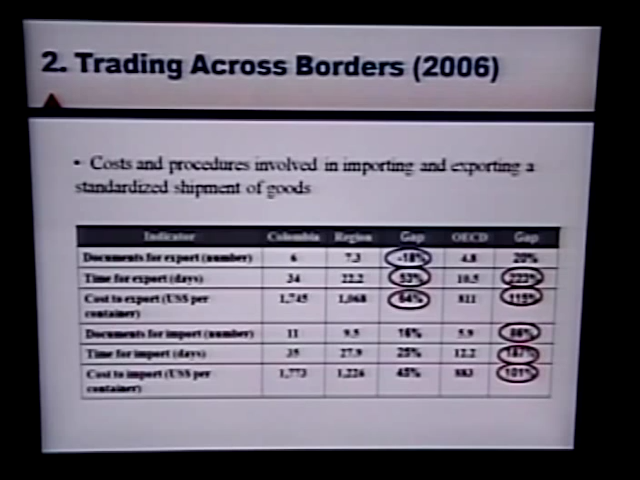 2. Trading Across Borders (2006)
• Costs and procedures involved in importing and exporting a
standardized shipment of goods
Indicator Colombia Region Gap OECD Gap
Documents for export (number) 6 7.3 -18% 4.8 20%
Time for export (days) 34 22.2 53% 10.5 222%
Cost to export (US$ per
container) 1,745 1,068 64% 811 115%
Documents for import (number) 11 9.5 16% 5.9 86%
Time for import (days) 35 27.9 25% 12.2 187%
Cost to import (US$ per
container) 1,773 1,226 45% 883 101%